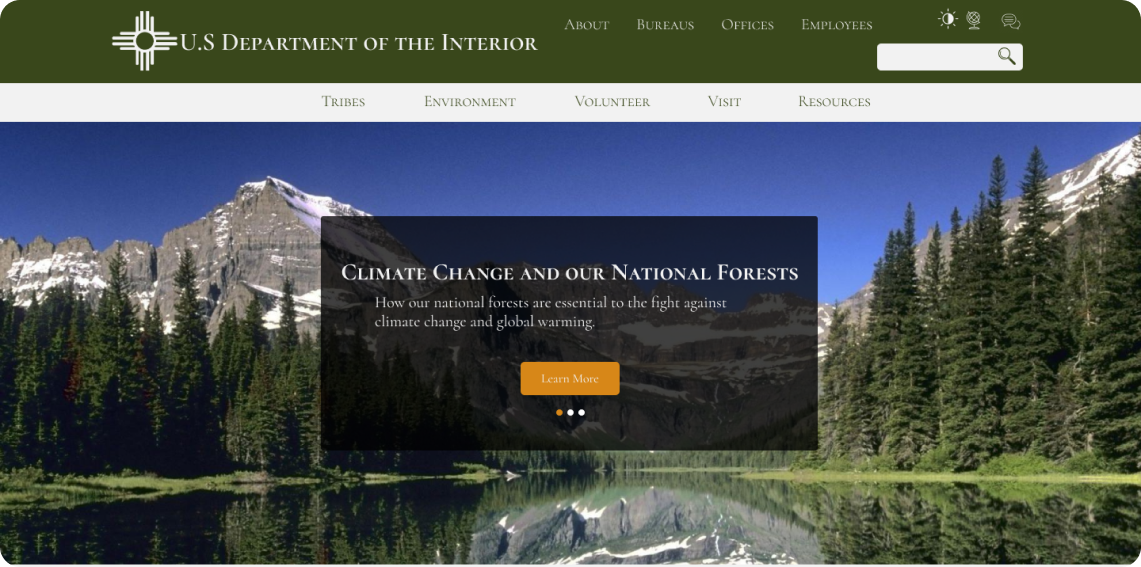 U.S Department of the Interior
About Bureaus Offices Employees
Tribes Environment Volunteer Visit Resources
Climate Change and our National Forests
How our national forests are essential to the fight against
climate change and global warming.
Learn More